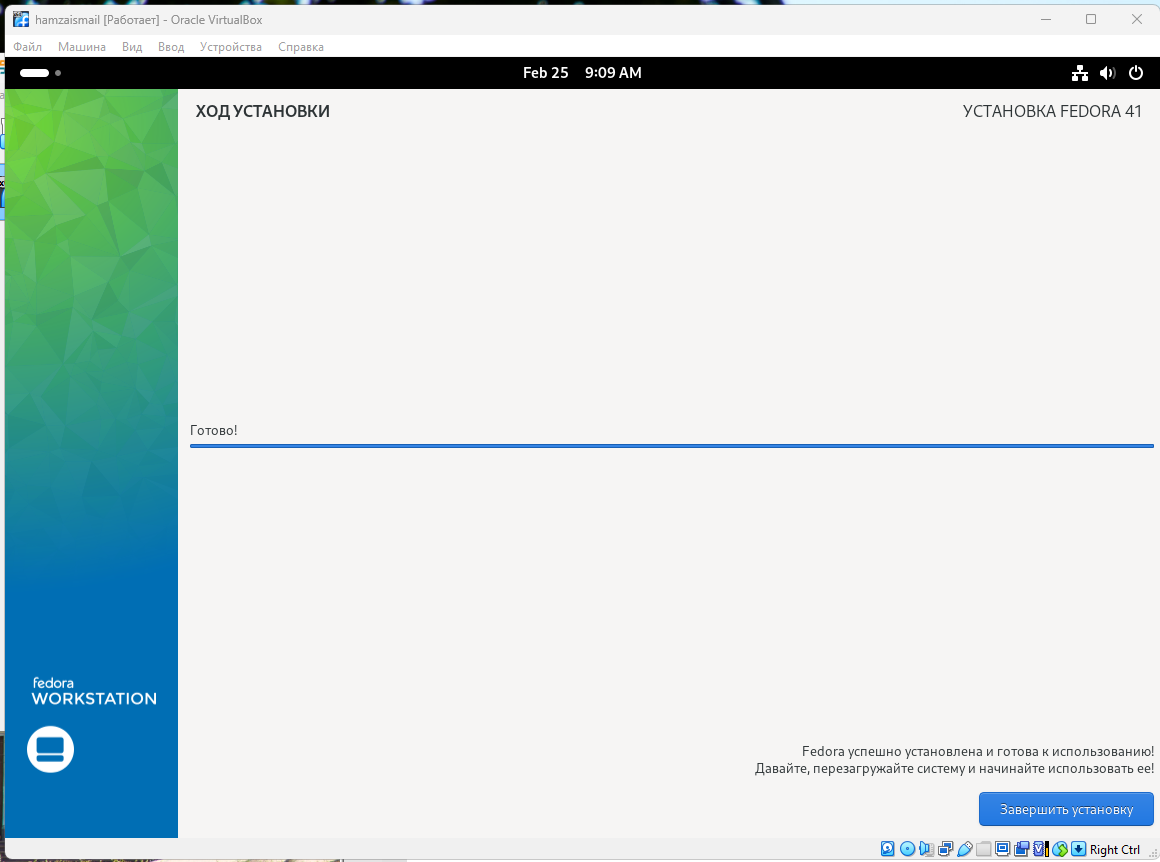 hamzaismail [Работает] - Oracle VirtualBox
Файл Машина Вид Ввод Устройства Справка
Feb 25 9:09 AM
ХОД УСТАНОВКИ
УСТАНОВКА FEDORA 41
Готово!
fedora
WORKSTATION
Fedora успешно установлена и готова к использованию!
Давайте, перезагружайте систему и начинайте использовать ее!
Завершить установку
Right Ctrl